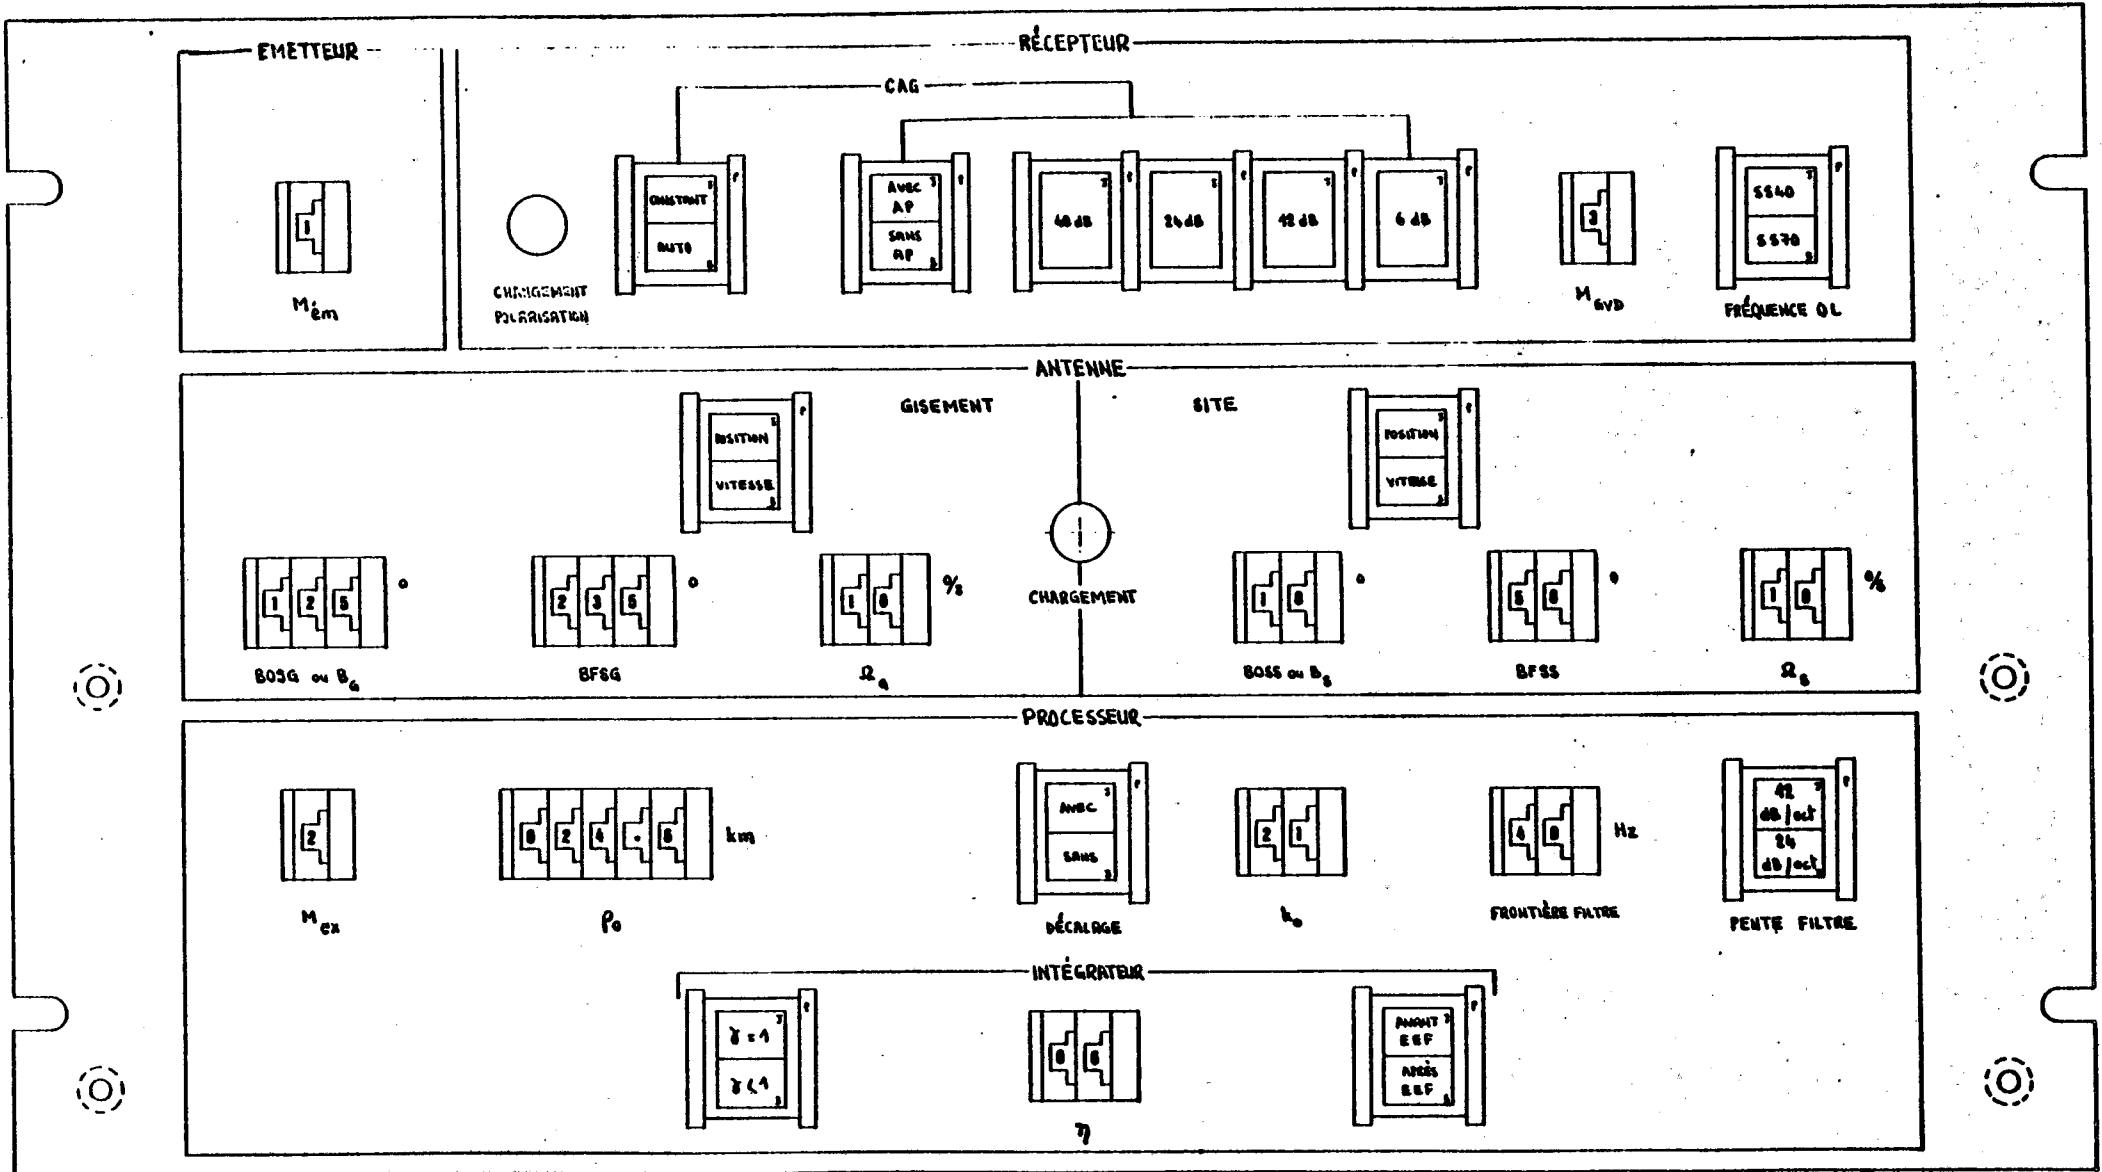 EMETTEUR
RÉCEPTEUR
CAG
1
Mém
CHANGEMENT
POLARISATION
CONSTANT
AUTO
AVEC
AP
SANS
AP
48 dB
24 dB
12 dB
6 dB
3
M GVD
5540
5570
FRÉQUENCE OL
ANTENNE
GISEMENT
SITE
POSITION
VITESSE
POSITION
VITESSE
1 2 5 °
BOSG ou BG
2 3 5 °
BFSG
1 0 °/s
ΩG
CHARGEMENT
1 0 °
BOSS ou BS
5 0 °
BFSS
1 0 °/s
ΩS
PROCESSEUR
2
M ex
0 2 4 . 5 km
ρ0
AVEC
SANS
DÉCALAGE
2 1
k0
4 0 Hz
FRONTIÈRE FILTRE
12
dB/oct
24
dB/oct
PENTE FILTRE
INTÉGRATEUR
γ = 1
γ < 1
0 6
η
AVANT
EEF
APRÈS
EEF